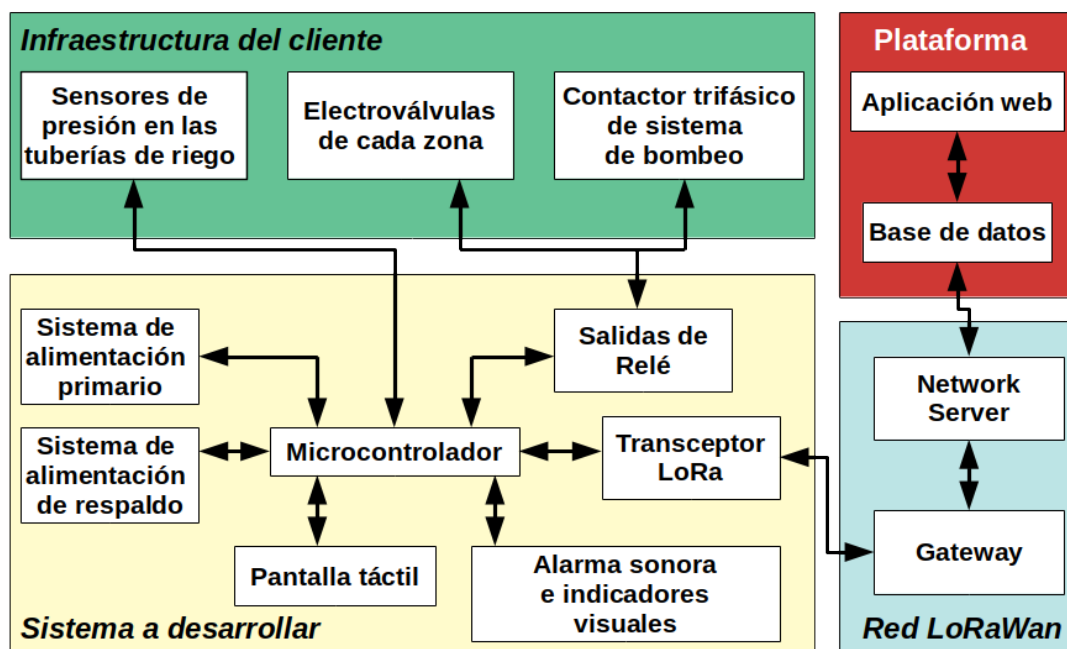 Infraestructura del cliente
Sensores de
presión en las
tuberías de riego
Electroválvulas
de cada zona
Contactor trifásico
de sistema
de bombeo
Plataforma
Aplicación web
Base de datos
Sistema de
alimentación
primario
Salidas de
Relé
Sistema de
alimentación
de respaldo
Microcontrolador
Transceptor
LoRa
Pantalla táctil
Alarma sonora
e indicadores
visuales
Sistema a desarrollar
Network
Server
Gateway
Red LoRaWan